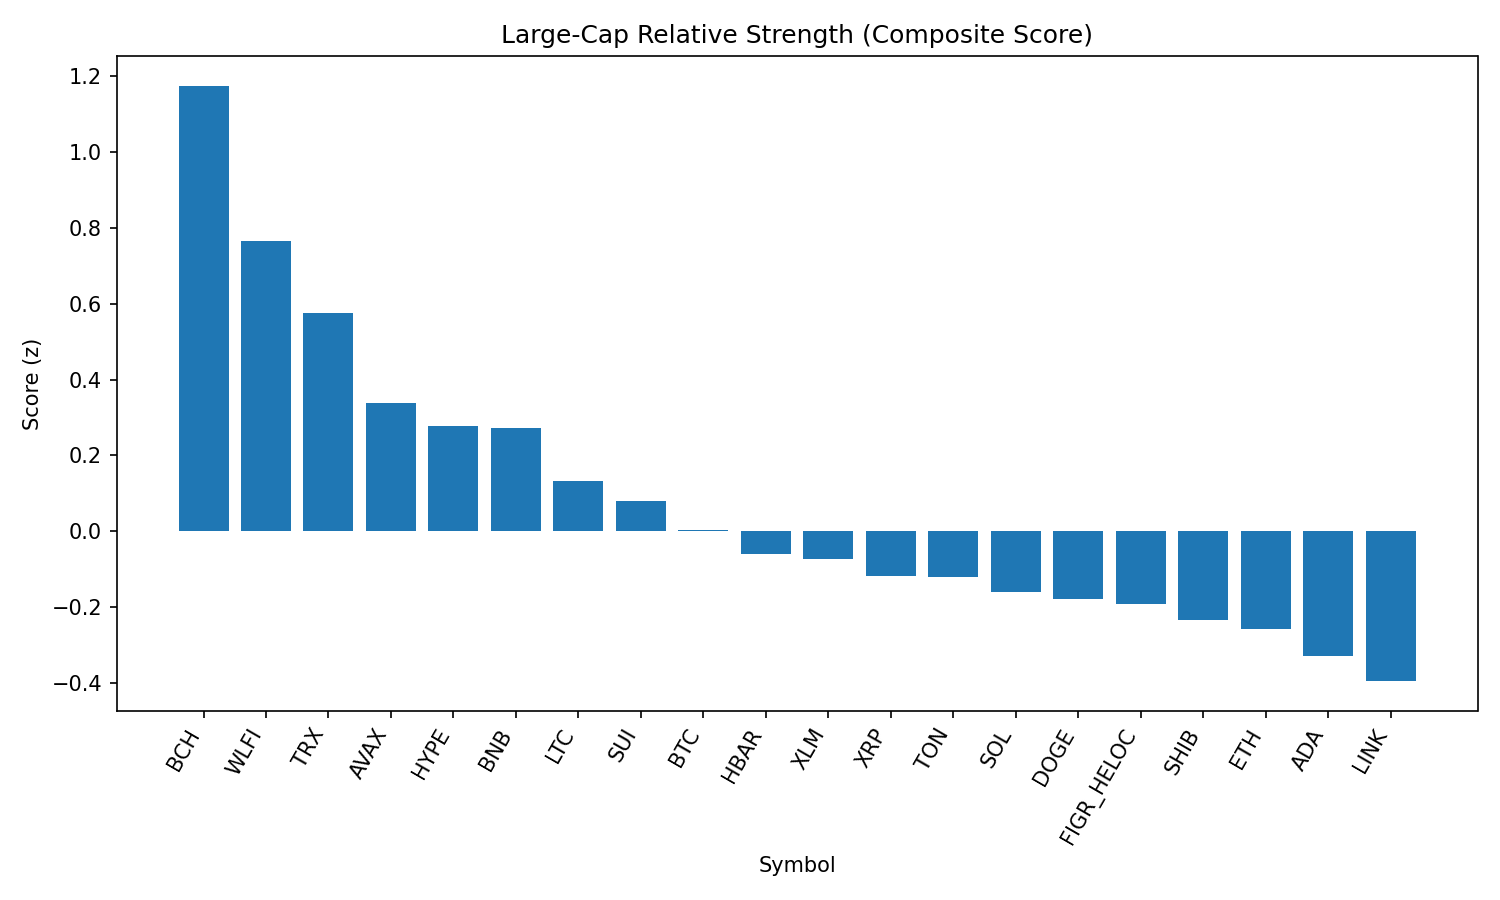 Large-Cap Relative Strength (Composite Score)
Score (z)
1.2
1.0
0.8
0.6
0.4
0.2
0.0
−0.2
−0.4
BCH
WLFI
TRX
AVAX
HYPE
BNB
LTC
SUI
BTC
HBAR
XLM
XRP
TON
SOL
DOGE
FIGR_HELOC
SHIB
ETH
ADA
LINK
Symbol